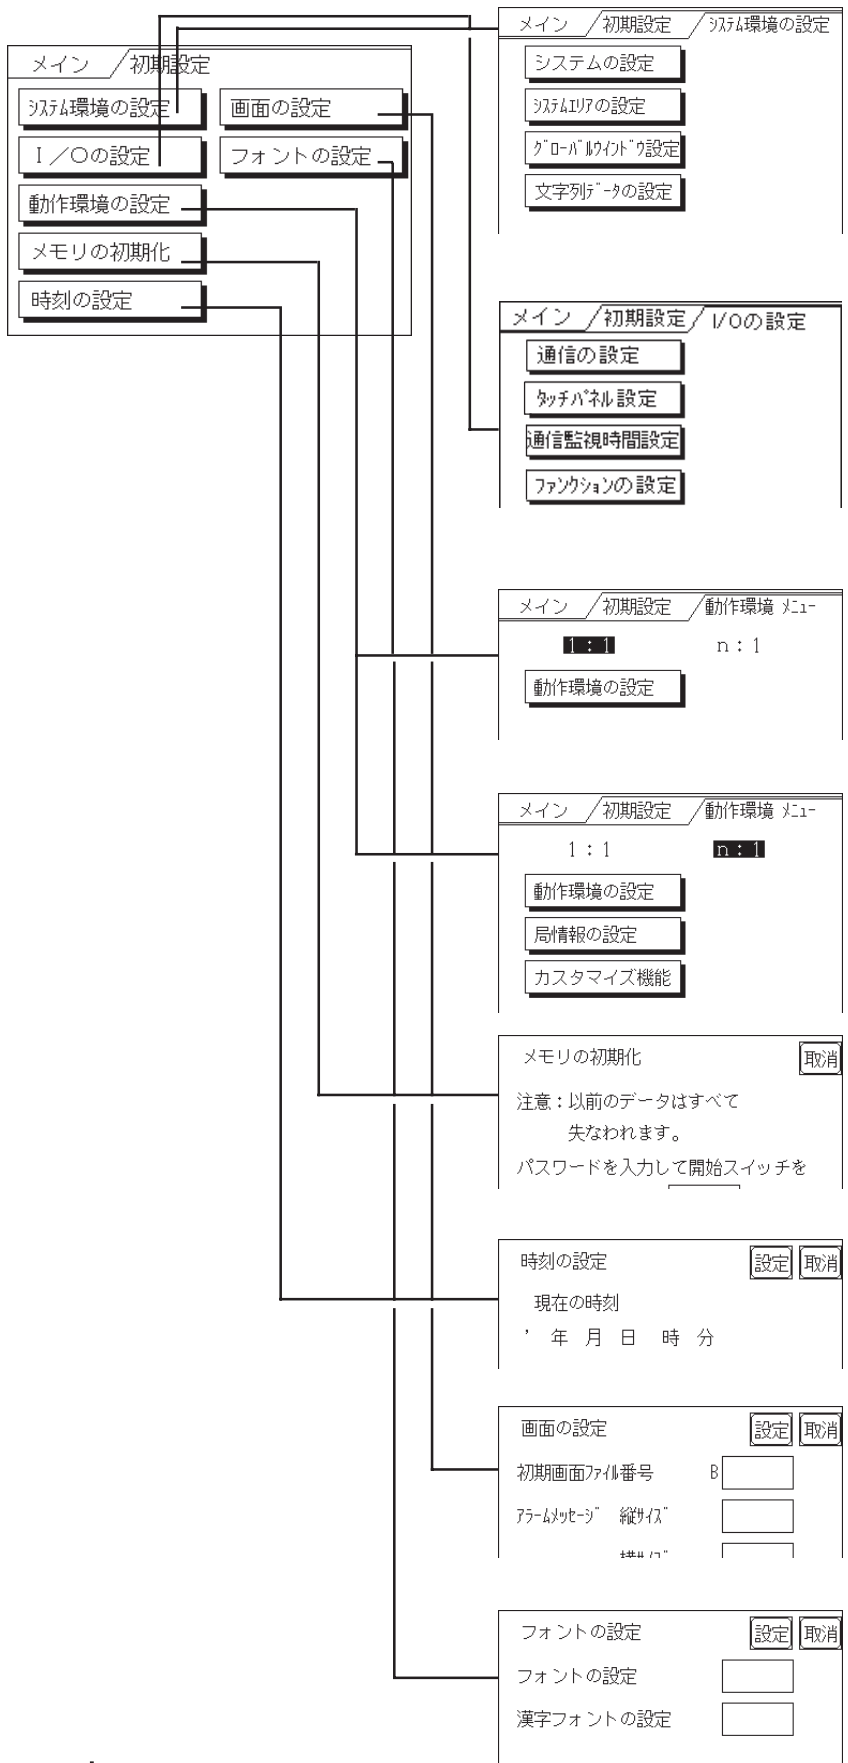 メイン ／初期設定
ｼｽﾃﾑ環境の設定 画面の設定
Ｉ／Ｏの設定 フォントの設定
動作環境の設定
メモリの初期化
時刻の設定
メイン ／初期設定 ／ｼｽﾃﾑ環境の設定
システムの設定
ｼｽﾃﾑｴﾘｱの設定
ｸﾞﾛｰﾊﾞﾙｳｲﾝﾄﾞｳ設定
文字列ﾃﾞｰﾀの設定
メイン ／初期設定／ I/Oの設定
通信の設定
ﾀｯﾁﾊﾟﾈﾙ設定
通信監視時間設定
ﾌｧﾝｸｼｮﾝの設定
メイン ／初期設定 ／動作環境 ﾒﾆｭｰ
1：1 n：1
動作環境の設定
メイン ／初期設定 ／動作環境 ﾒﾆｭｰ
1：1 n：1
動作環境の設定
局情報の設定
カスタマイズ機能
メモリの初期化 取消
注意：以前のデータはすべて
失なわれます。
パスワードを入力して開始スイッチを
時刻の設定 設定 取消
現在の時刻
' 年 月 日 時 分
画面の設定 設定 取消
初期画面ﾌｧｲﾙ番号 B
ｱﾗｰﾑﾒｯｾｰｼﾞ 縦ｻｲｽﾞ
フォントの設定 設定 取消
フォントの設定
漢字フォントの設定